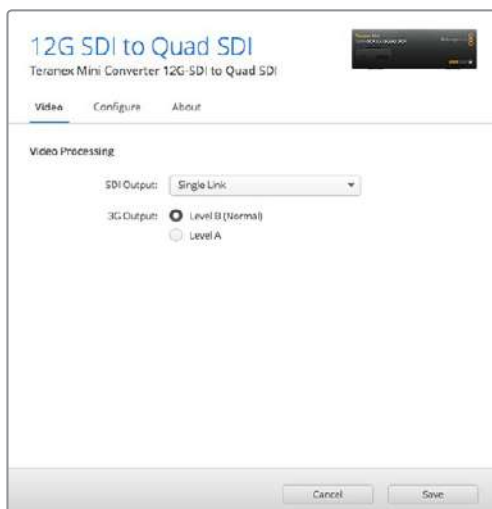 12G SDI to Quad SDI
Teranex Mini Converter 12G-SDI to Quad SDI
Video Configure About
Video Processing
SDI Output: Single Link
3G Output: Level B (Normal)
Level A
Cancel Save